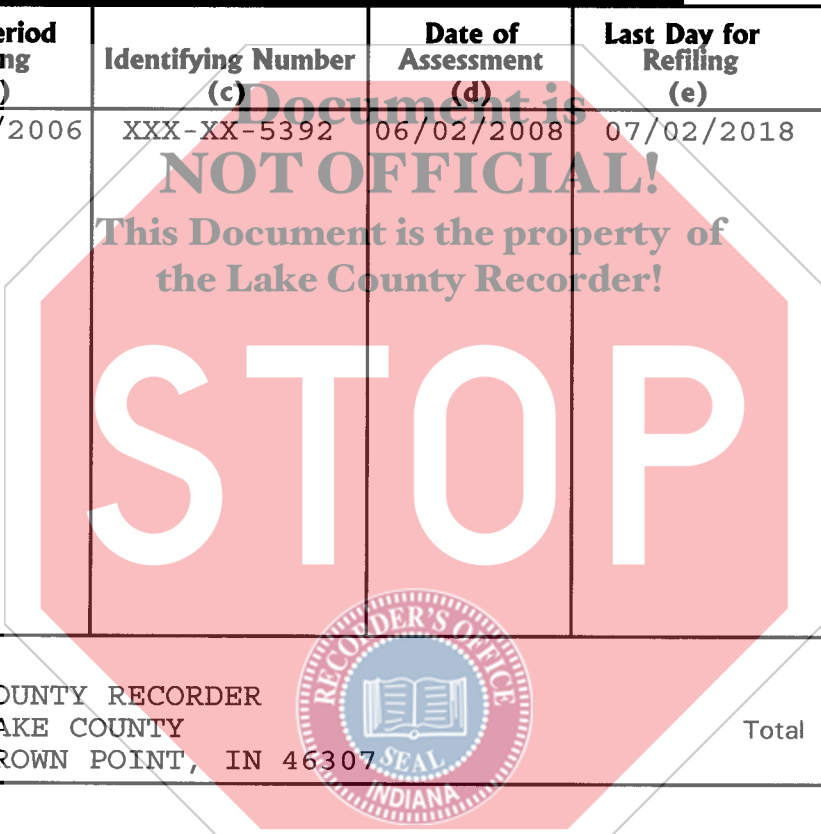 eriod
ng
)
Identifying Number
(c)
Date of
Assessment
(d)
Last Day for
Refiling
(e)
/2006 XXX-XX-5392 06/02/2008 07/02/2018
Document is
NOT OFFICIAL!
This Document is the property of
the Lake County Recorder!
STOP
OUNTY RECORDER
AKE COUNTY
ROWN POINT, IN 46307
Total
RECORDER'S OFFICE
SEAL
INDIANA